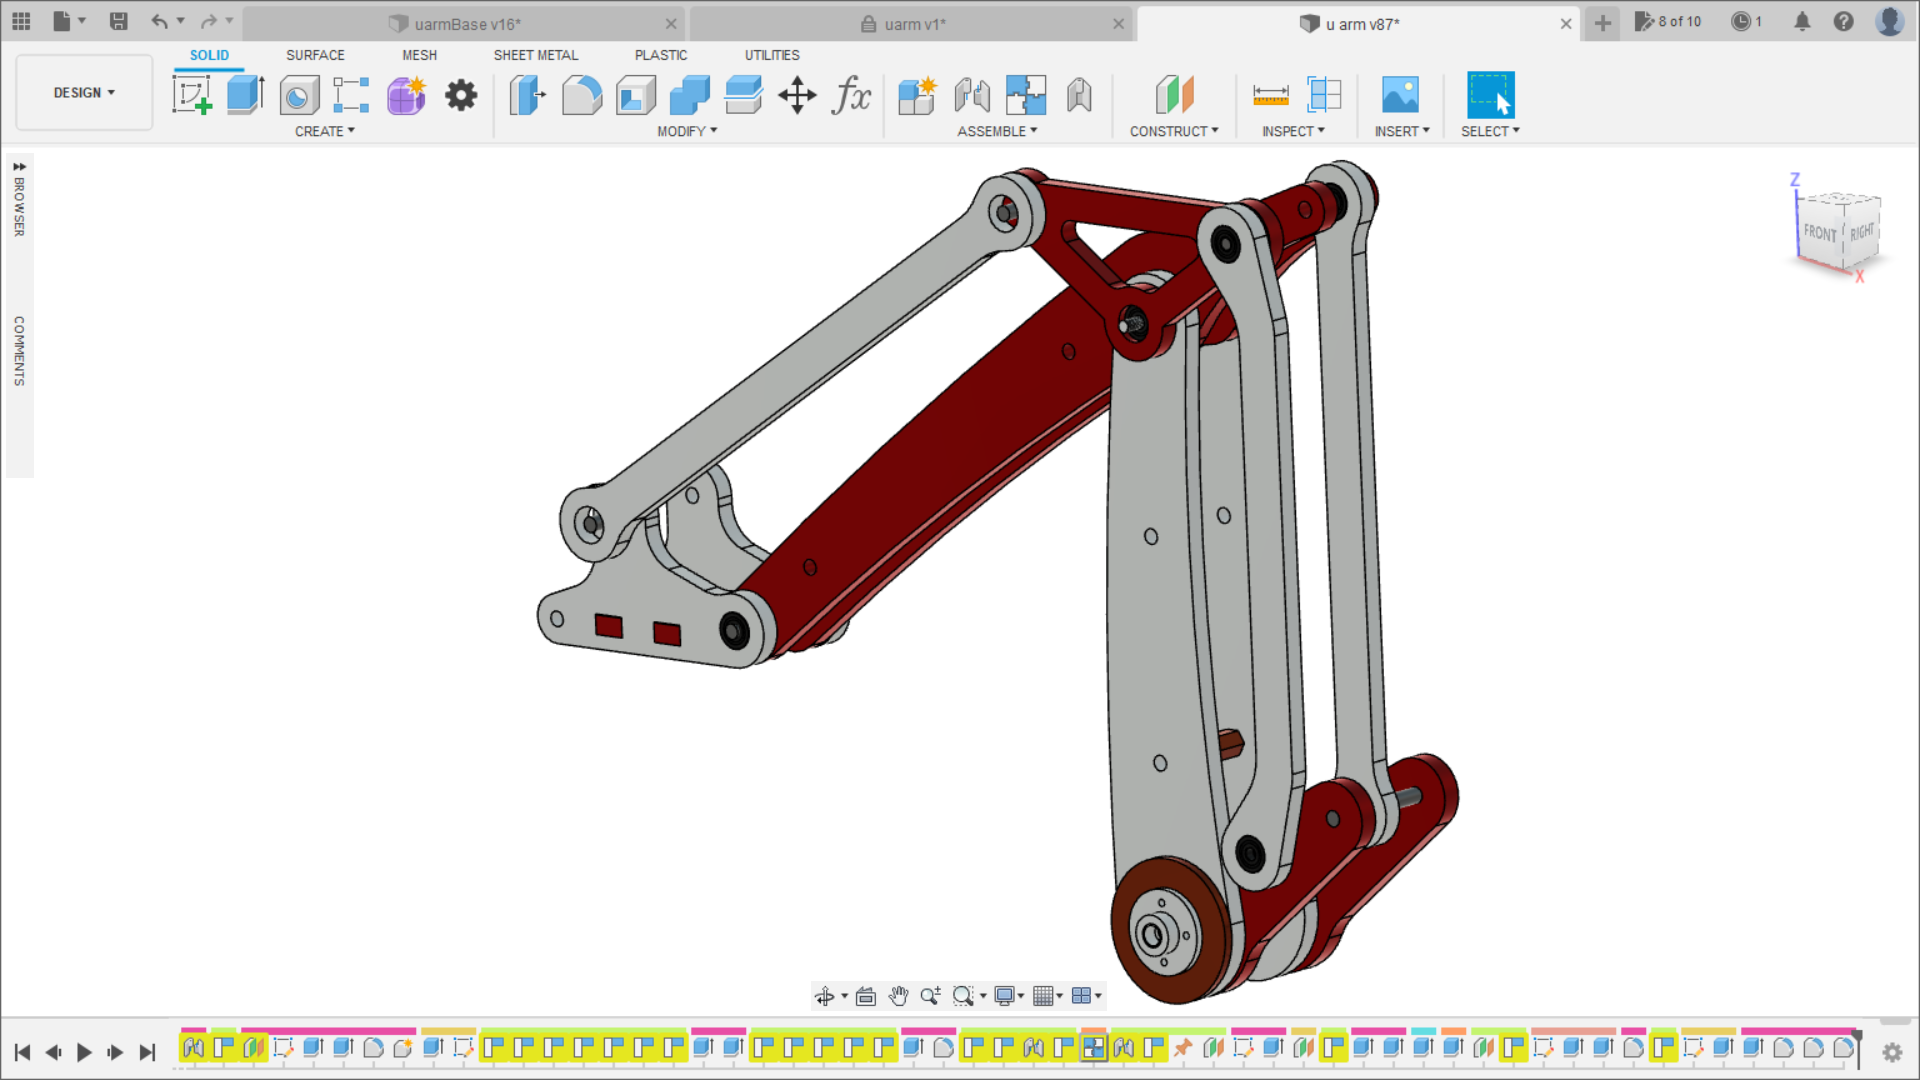 uarmBase v16*
uarm v1*
u arm v87*
8 of 10
1
DESIGN
SOLID
SURFACE
MESH
SHEET METAL
PLASTIC
UTILITIES
fx
CREATE
MODIFY
ASSEMBLE
CONSTRUCT
INSPECT
INSERT
SELECT
BROWSER
COMMENTS
Z
FRONT
RIGHT
X